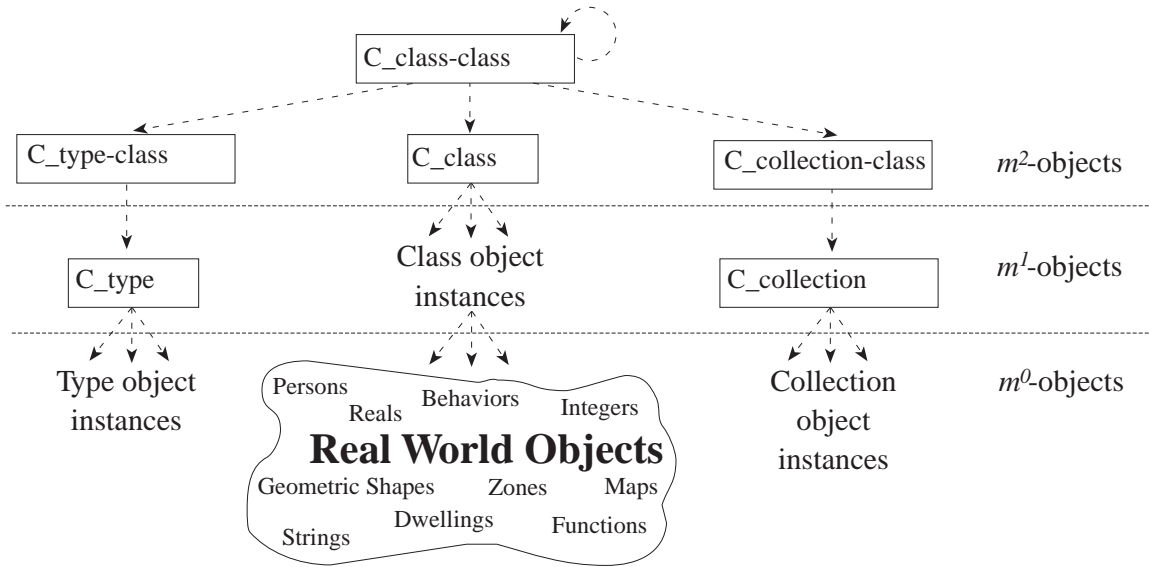 C_class-class
C_type-class
C_class
C_collection-class
m²-objects
Class object
instances
m¹-objects
C_type
C_collection
Type object
instances
Collection
object
instances
m⁰-objects
Persons
Reals
Behaviors
Integers
Real World Objects
Geometric Shapes
Zones
Maps
Strings
Dwellings
Functions